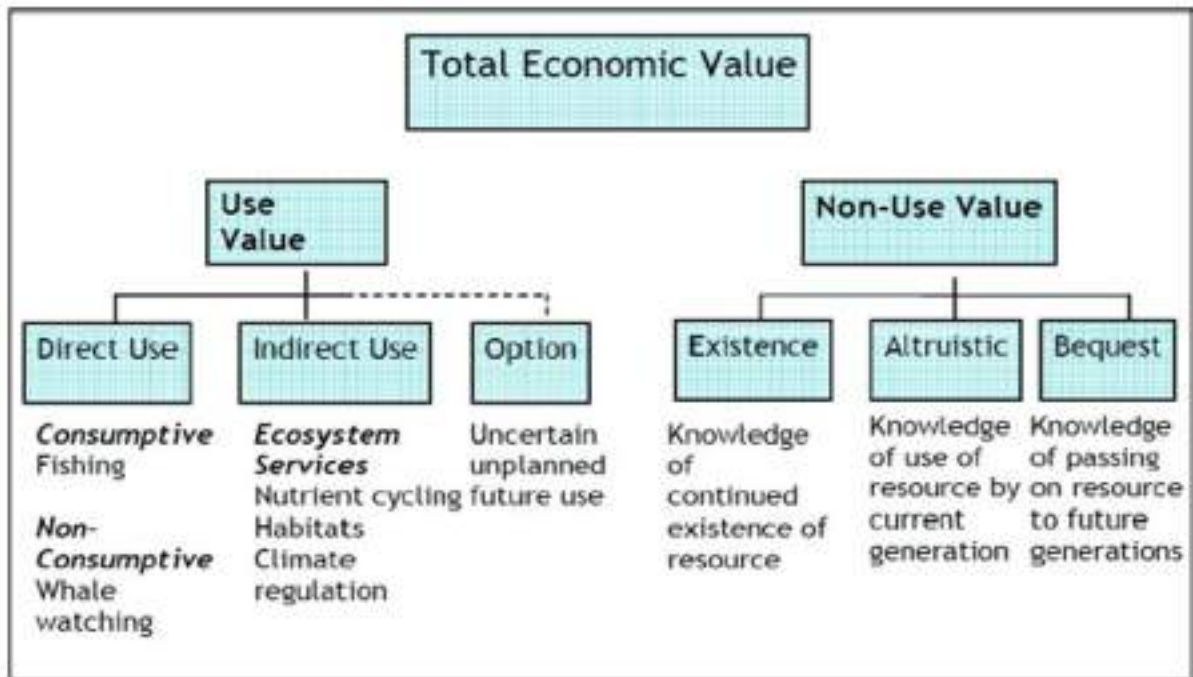 Total Economic Value
Use
Value
Non-Use Value
Direct Use
Indirect Use
Option
Existence
Altruistic
Bequest
Consumptive
Fishing
Non-
Consumptive
Whale
watching
Ecosystem
Services
Nutrient cycling
Habitats
Climate
regulation
Uncertain
unplanned
future use
Knowledge
of
continued
existence of
resource
Knowledge
of use of
resource by
current
generation
Knowledge
of passing
on resource
to future
generations